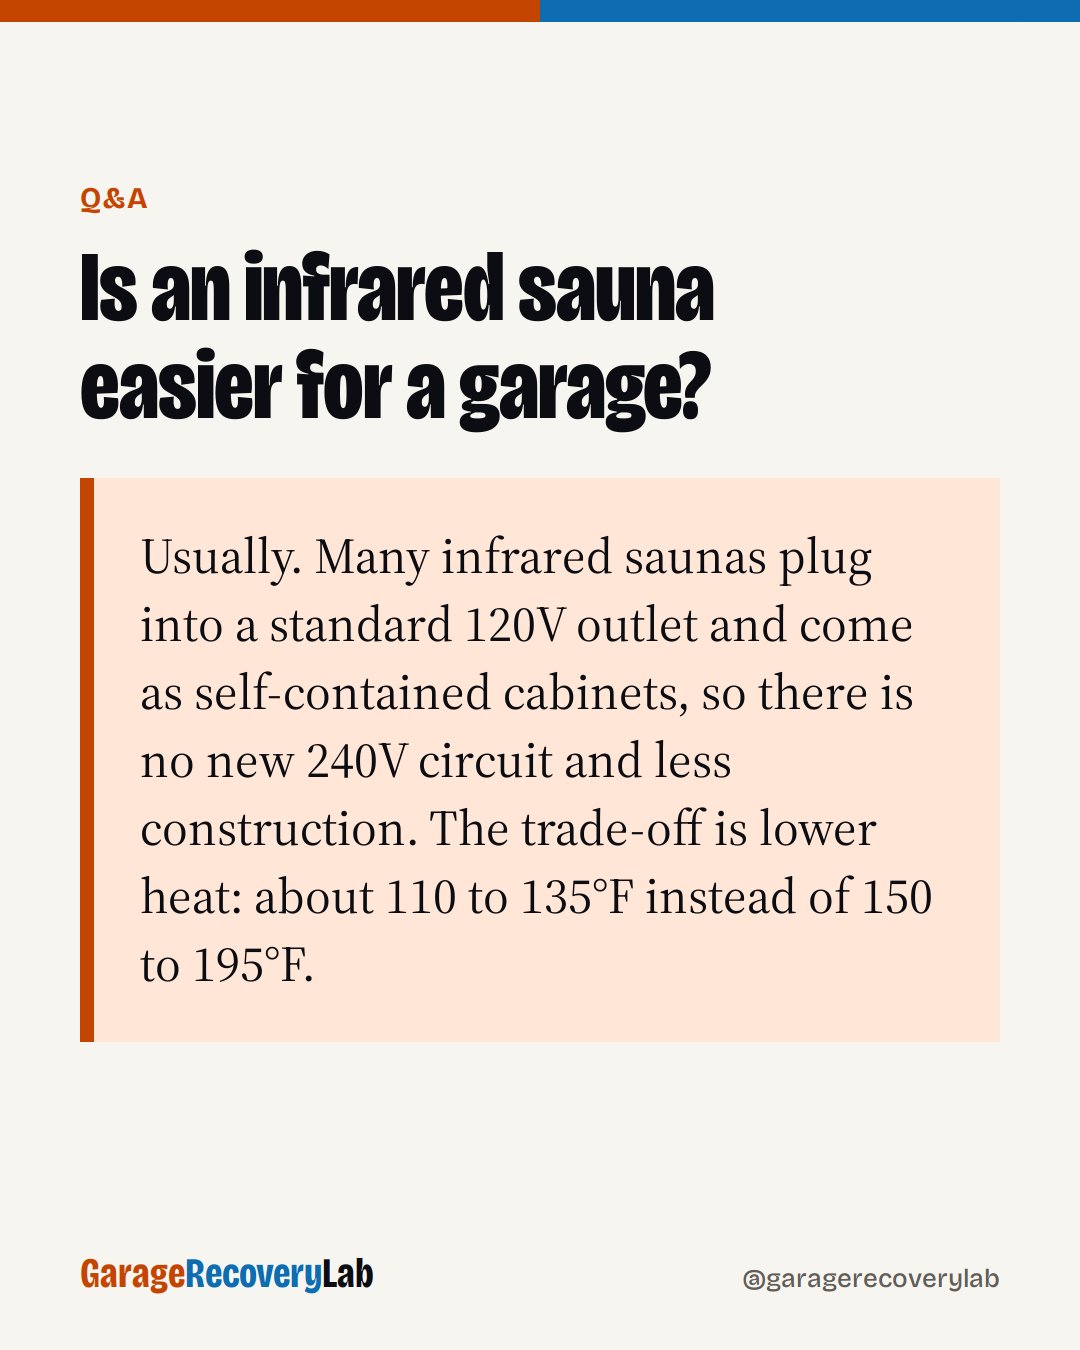 Q&A
Is an infrared sauna
easier for a garage?
Usually. Many infrared saunas plug
into a standard 120V outlet and come
as self-contained cabinets, so there is
no new 240V circuit and less
construction. The trade-off is lower
heat: about 110 to 135°F instead of 150
to 195°F.
GarageRecoveryLab
@garagerecoverylab